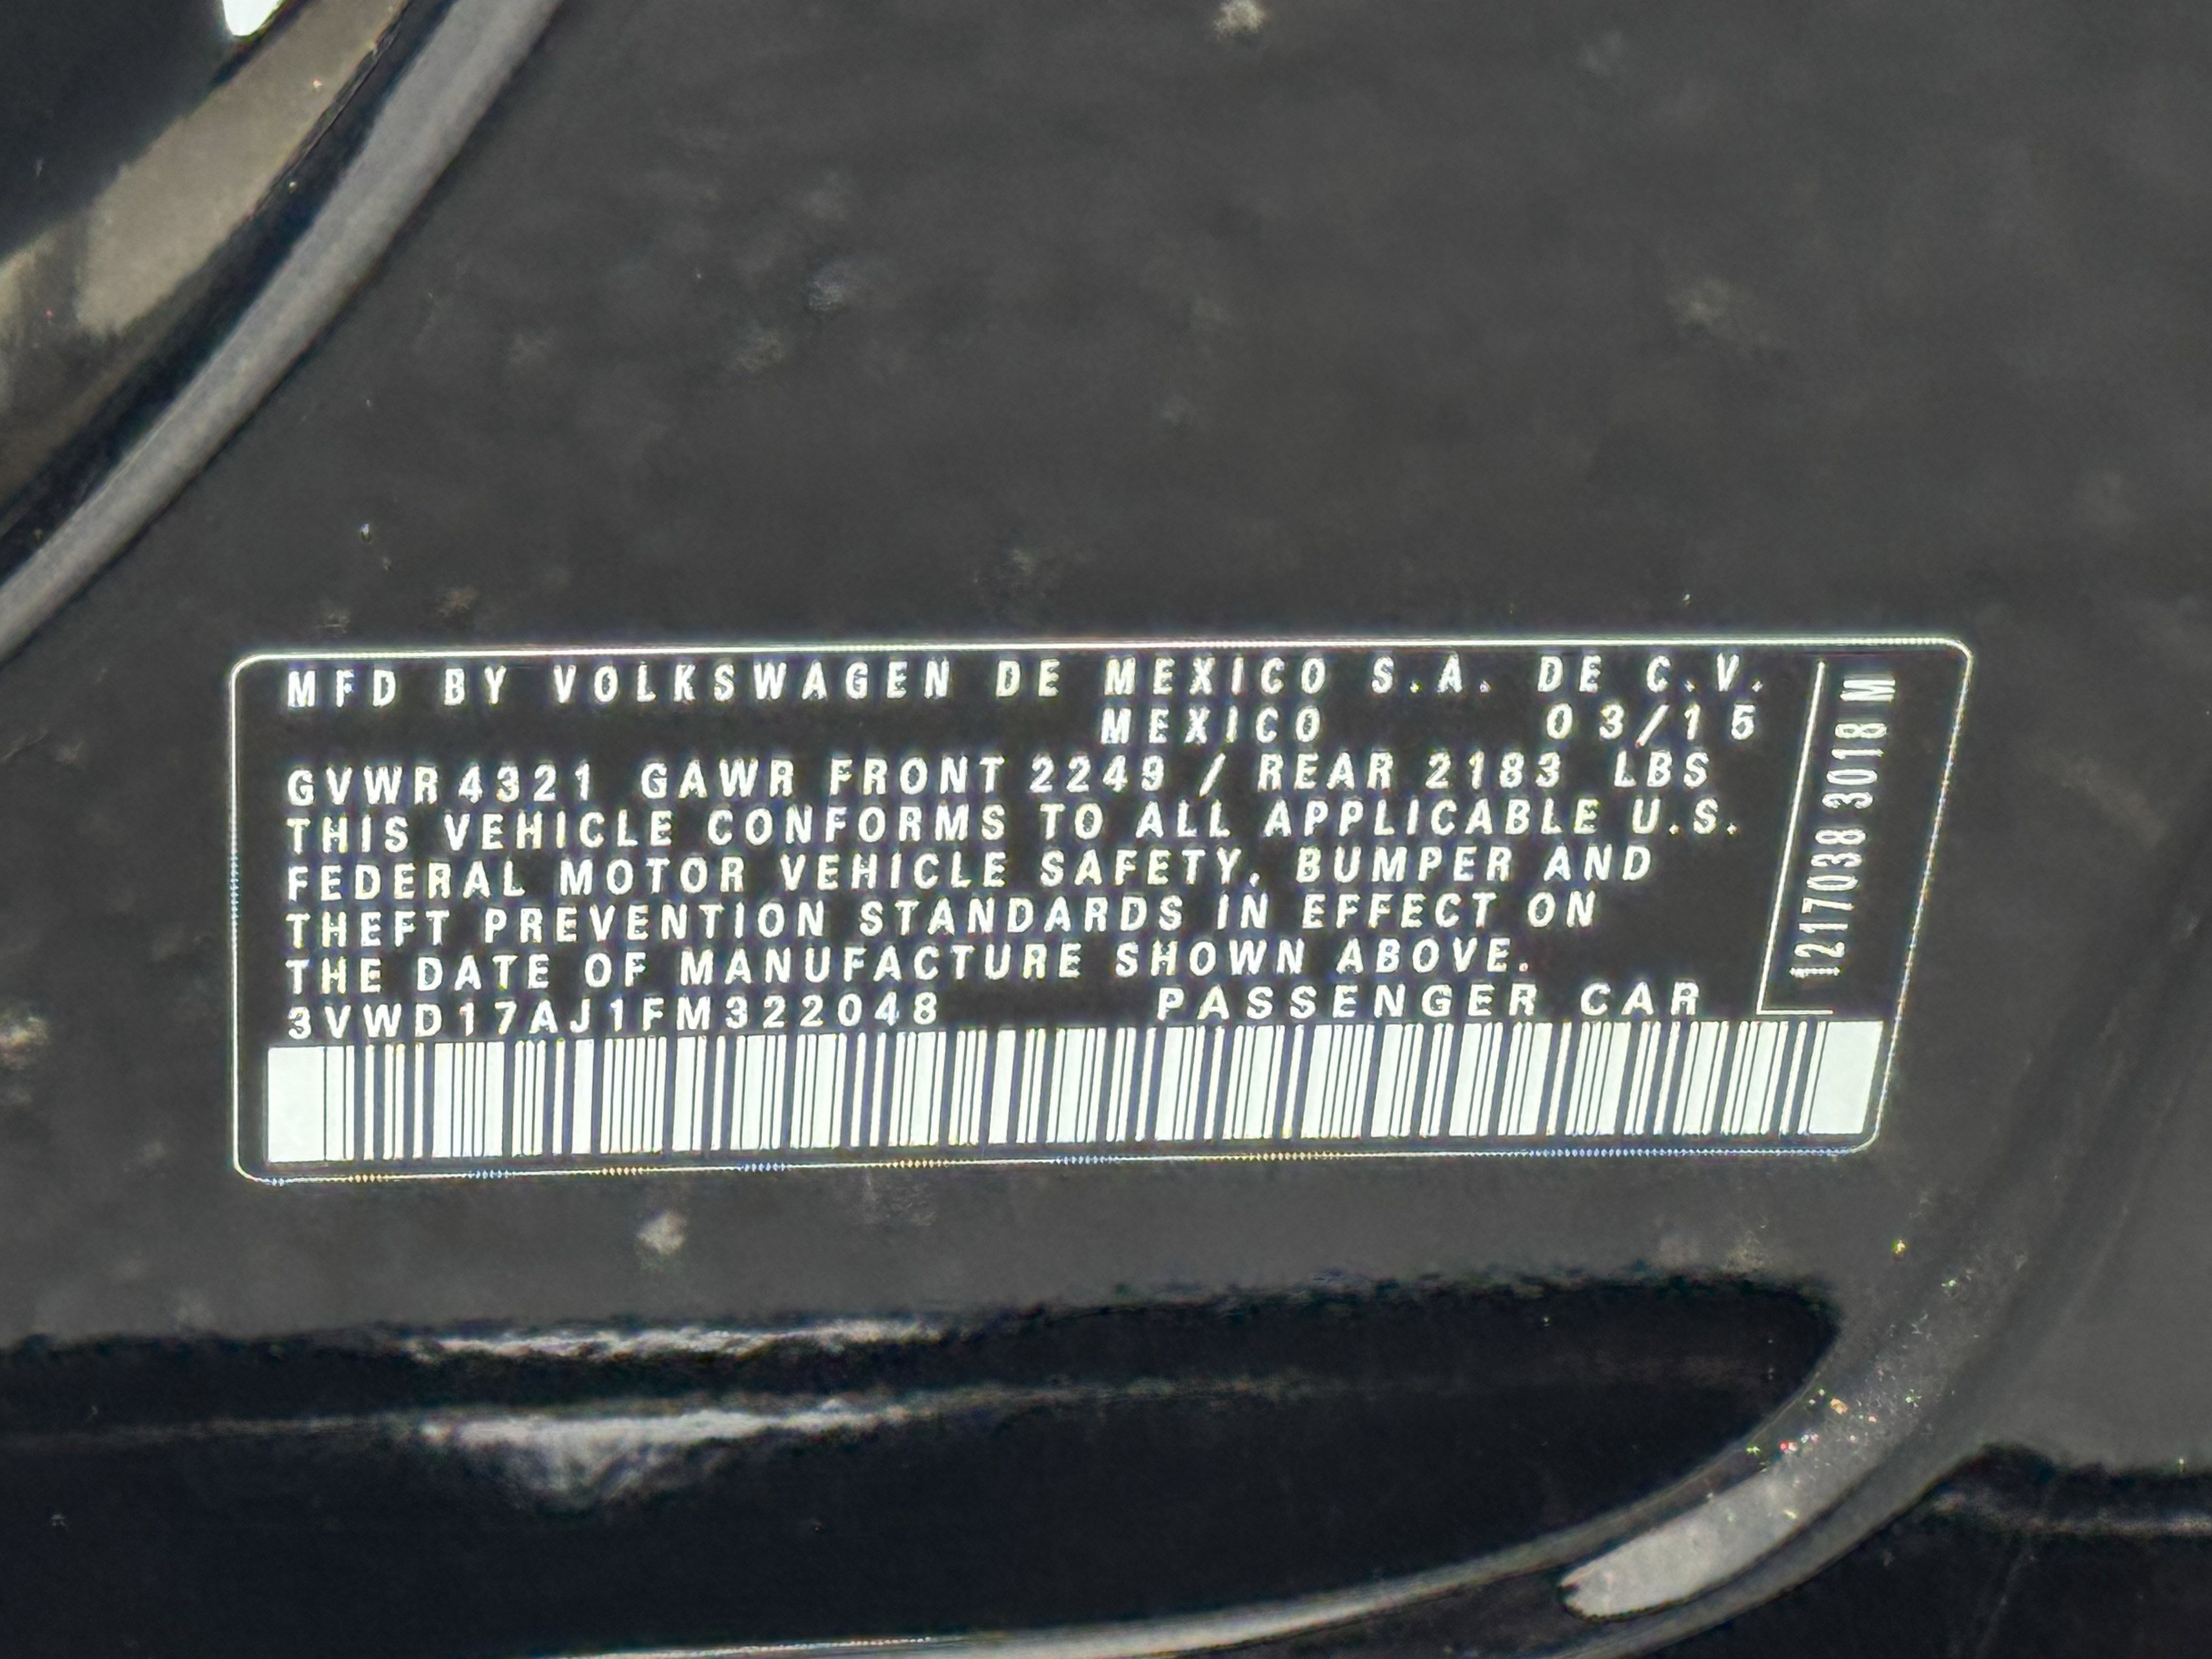 MFD BY VOLKSWAGEN DE MEXICO S.A. DE C.V.
MEXICO 03/15
GVWR 4321 GAWR FRONT 2249 / REAR 2183 LBS
THIS VEHICLE CONFORMS TO ALL APPLICABLE U.S.
FEDERAL MOTOR VEHICLE SAFETY, BUMPER AND
THEFT PREVENTION STANDARDS IN EFFECT ON
THE DATE OF MANUFACTURE SHOWN ABOVE.
3VWD17AJ1FM322048 PASSENGER CAR
1217038 3018 M